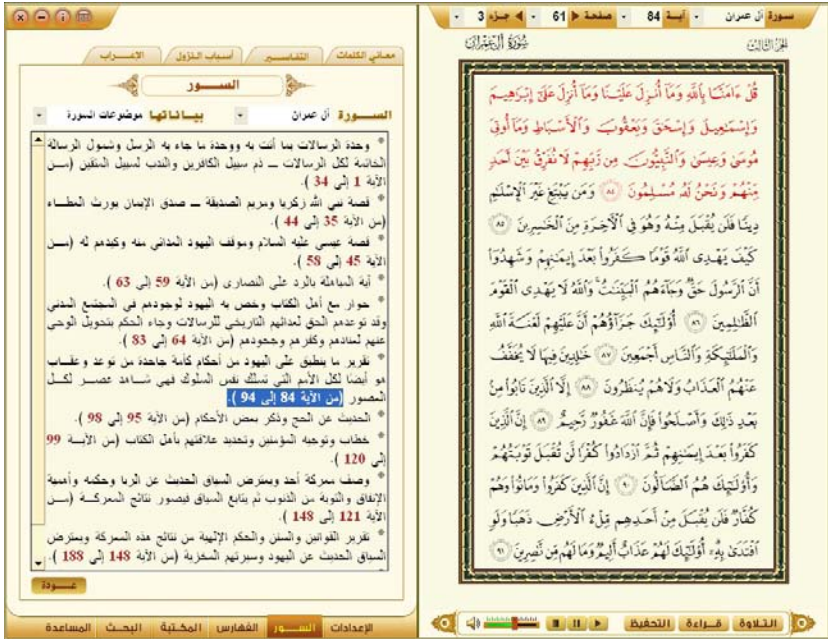 سورة آل عمران آية 84 صفحة 61 جزء 3
سُورَةُ آلِ عِمْرَانَ
الجزء الثالث
قُلْ ءَامَنَّا بِٱللَّهِ وَمَآ أُنزِلَ عَلَيْنَا وَمَآ أُنزِلَ عَلَىٰٓ إِبْرَٰهِيمَ
وَإِسْمَٰعِيلَ وَإِسْحَٰقَ وَيَعْقُوبَ وَٱلْأَسْبَاطِ وَمَآ أُوتِىَ
مُوسَىٰ وَعِيسَىٰ وَٱلنَّبِيُّونَ مِن رَّبِّهِمْ لَا نُفَرِّقُ بَيْنَ أَحَدٍ
مِّنْهُمْ وَنَحْنُ لَهُۥ مُسْلِمُونَ ٨٤ وَمَن يَبْتَغِ غَيْرَ ٱلْإِسْلَٰمِ
دِينًا فَلَن يُقْبَلَ مِنْهُ وَهُوَ فِى ٱلْءَاخِرَةِ مِنَ ٱلْخَٰسِرِينَ ٨٥
كَيْفَ يَهْدِى ٱللَّهُ قَوْمًا كَفَرُوا۟ بَعْدَ إِيمَٰنِهِمْ وَشَهِدُوٓا۟
أَنَّ ٱلرَّسُولَ حَقٌّ وَجَآءَهُمُ ٱلْبَيِّنَٰتُ ۚ وَٱللَّهُ لَا يَهْدِى ٱلْقَوْمَ
ٱلظَّٰلِمِينَ ٨٦ أُو۟لَٰٓئِكَ جَزَآؤُهُمْ أَنَّ عَلَيْهِمْ لَعْنَةَ ٱللَّهِ
وَٱلْمَلَٰٓئِكَةِ وَٱلنَّاسِ أَجْمَعِينَ ٨٧ خَٰلِدِينَ فِيهَا لَا يُخَفَّفُ
عَنْهُمُ ٱلْعَذَابُ وَلَا هُمْ يُنظَرُونَ ٨٨ إِلَّا ٱلَّذِينَ تَابُوا۟ مِنۢ
بَعْدِ ذَٰلِكَ وَأَصْلَحُوا۟ فَإِنَّ ٱللَّهَ غَفُورٌ رَّحِيمٌ ٨٩ إِنَّ ٱلَّذِينَ
كَفَرُوا۟ بَعْدَ إِيمَٰنِهِمْ ثُمَّ ٱزْدَادُوا۟ كُفْرًا لَّن تُقْبَلَ تَوْبَتُهُمْ
وَأُو۟لَٰٓئِكَ هُمُ ٱلضَّآلُّونَ ٩٠ إِنَّ ٱلَّذِينَ كَفَرُوا۟ وَمَاتُوا۟ وَهُمْ
كُفَّارٌ فَلَن يُقْبَلَ مِنْ أَحَدِهِم مِّلْءُ ٱلْأَرْضِ ذَهَبًا وَلَوِ
ٱفْتَدَىٰ بِهِۦٓ ۗ أُو۟لَٰٓئِكَ لَهُمْ عَذَابٌ أَلِيمٌ وَمَا لَهُم مِّن نَّٰصِرِينَ ٩١
التلاوة قراءة التحفيظ
معاني الكلمات التفاسير أسباب النزول الإعراب
السور
السورة آل عمران بياناتها موضوعات السورة
* وحدة الرسالات بما أتت به ووحدة ما جاء به الرسل وشمول الرسالة
الخاتمة لكل الرسالات ــ ذم سبيل الكافرين والندب لسبيل المتقين (من
الآية 1 إلى 34 ).
* قصة نبي الله زكريا ومريم الصديقة ــ صدق الإيمان يورث العطاء
(من الآية 35 إلى 44 ).
* قصة عيسى عليه السلام وموقف اليهود العدائي منه وكيدهم له (من
الآية 45 إلى 58 ).
* آية المباهلة بالرد على النصارى (من الآية 59 إلى 63 ).
* حوار مع أهل الكتاب وخص به اليهود لوجودهم في المجتمع المدني
وقد توعدهم الحق لعدائهم التاريخي للرسالات وجاء الحكم بتحويل الوحي
عنهم لعنادهم وكفرهم وجحودهم (من الآية 64 إلى 83 ).
* تقرير ما ينطبق على اليهود من أحكام كأمة جاحدة من توعد وعقاب
هو أيضًا لكل الأمم التي تسلك نفس السلوك فهي شاهد عصر لكل
العصور (من الآية 84 إلى 94 ).
* الحديث عن الحج وذكر بعض الأحكام (من الآية 95 إلى 98 ).
* خطاب وتوجيه المؤمنين وتحديد علاقتهم بأهل الكتاب (من الآية 99
إلى 120 ).
* وصف معركة أحد ويعترض السياق الحديث عن الربا وحكمه وأهمية
الإنفاق والتوبة من الذنوب ثم يتابع السياق فيصور نتائج المعركة (من
الآية 121 إلى 148 ).
* تقرير القوانين والسنن والحكم الإلهية من نتائج هذه المعركة ويعترض
السياق الحديث عن اليهود وسيرتهم المخزية (من الآية 148 إلى 188 ).
عودة
الإعدادات السور الفهارس المكتبة البحث المساعدة